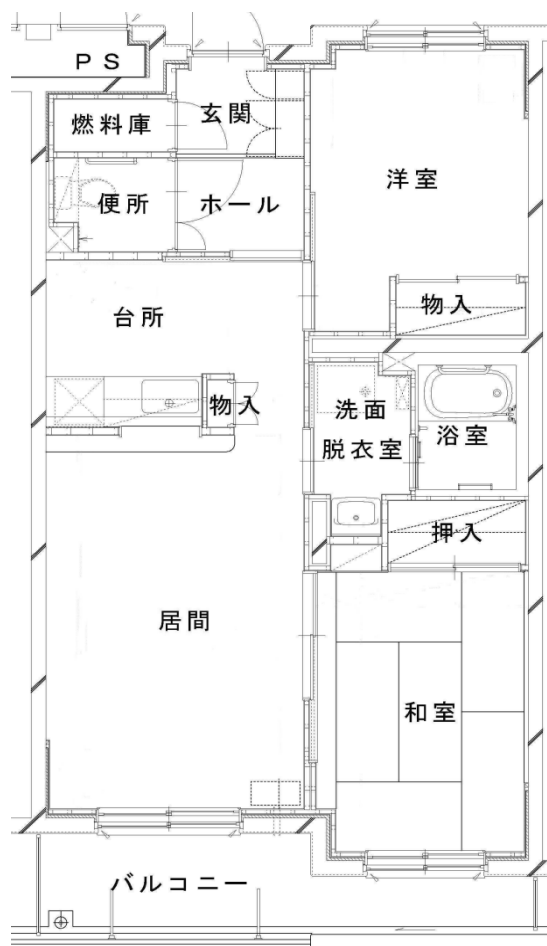 PS
燃料庫
玄関
洋室
便所
ホール
物入
台所
物入
洗面
脱衣室
浴室
押入
居間
和室
バルコニー